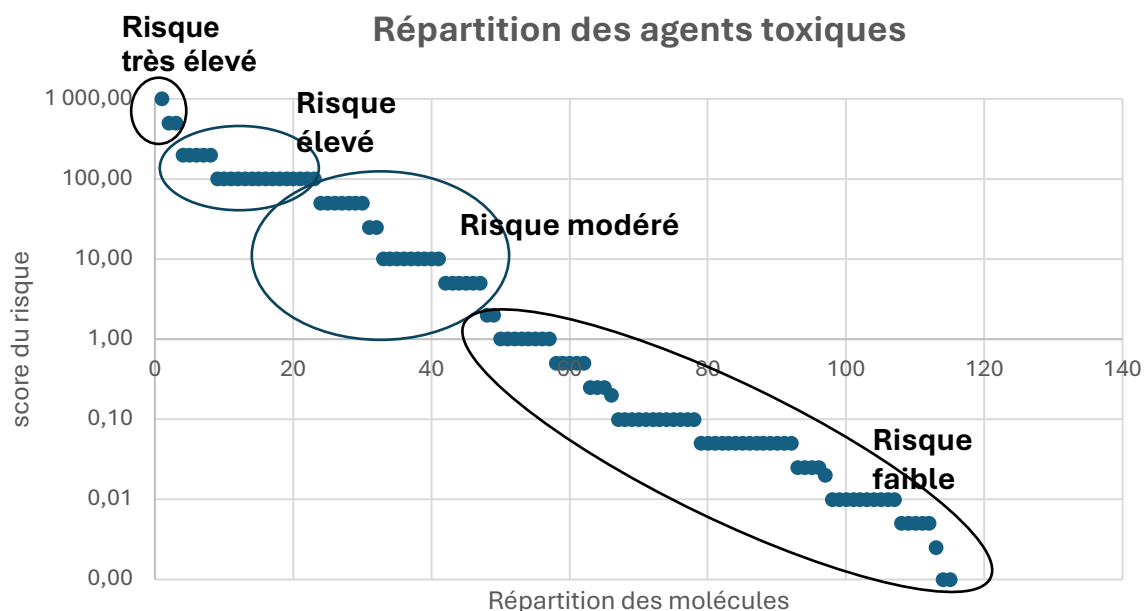 Risque
très élevé
Répartition des agents toxiques
1 000,00
Risque
élevé
100,00
Risque modéré
10,00
1,00
0
20
40
60
80
100
120
140
0,10
Risque
faible
0,01
0,00
score du risque
Répartition des molécules